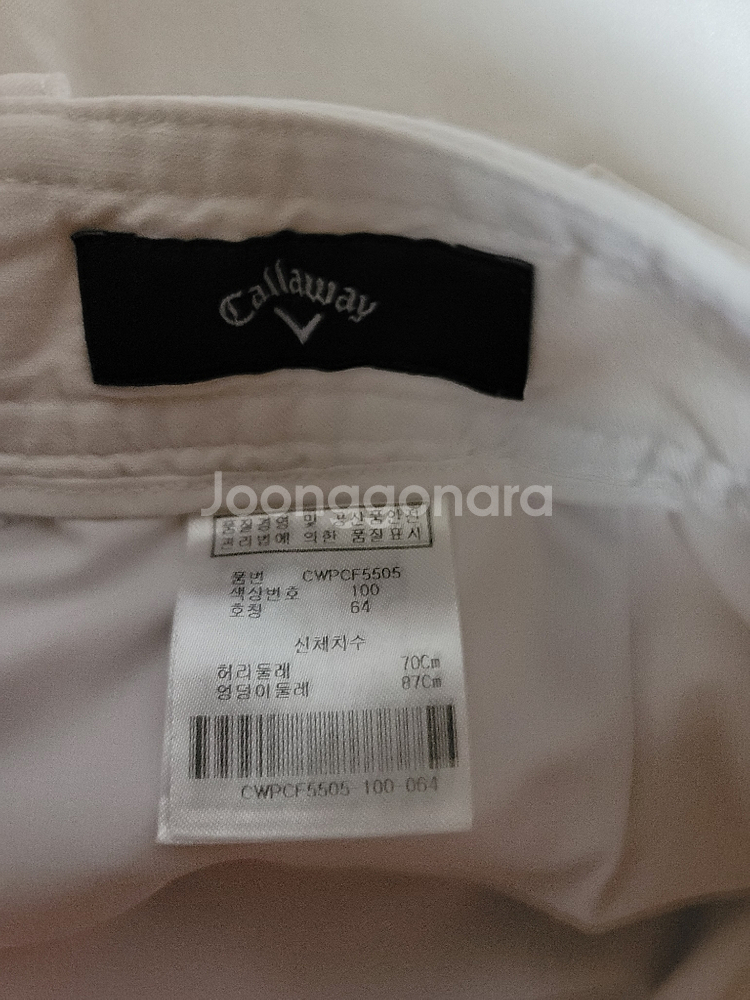 Callaway
Joonggonara
품질경영 및 공산품안전
관리법에 의한 품질표시
품번 CWPCF5505
색상번호 100
호칭 64
신체치수
허리둘레 70Cm
엉덩이둘레 87Cm
CWPCF5505 100 064